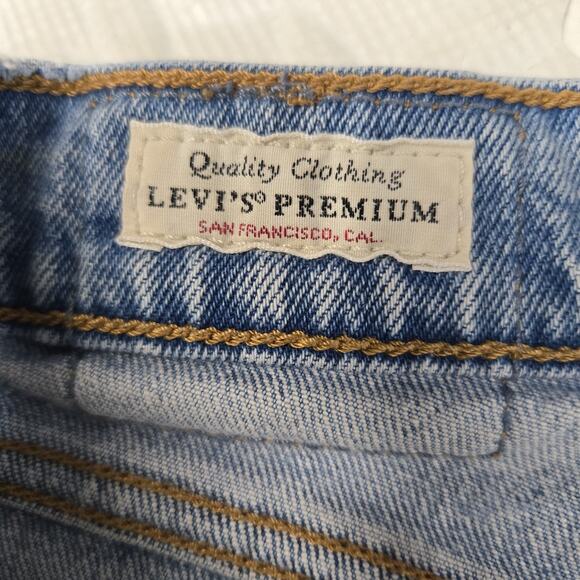 Quality Clothing
LEVI'S® PREMIUM
SAN FRANCISCO, CAL.